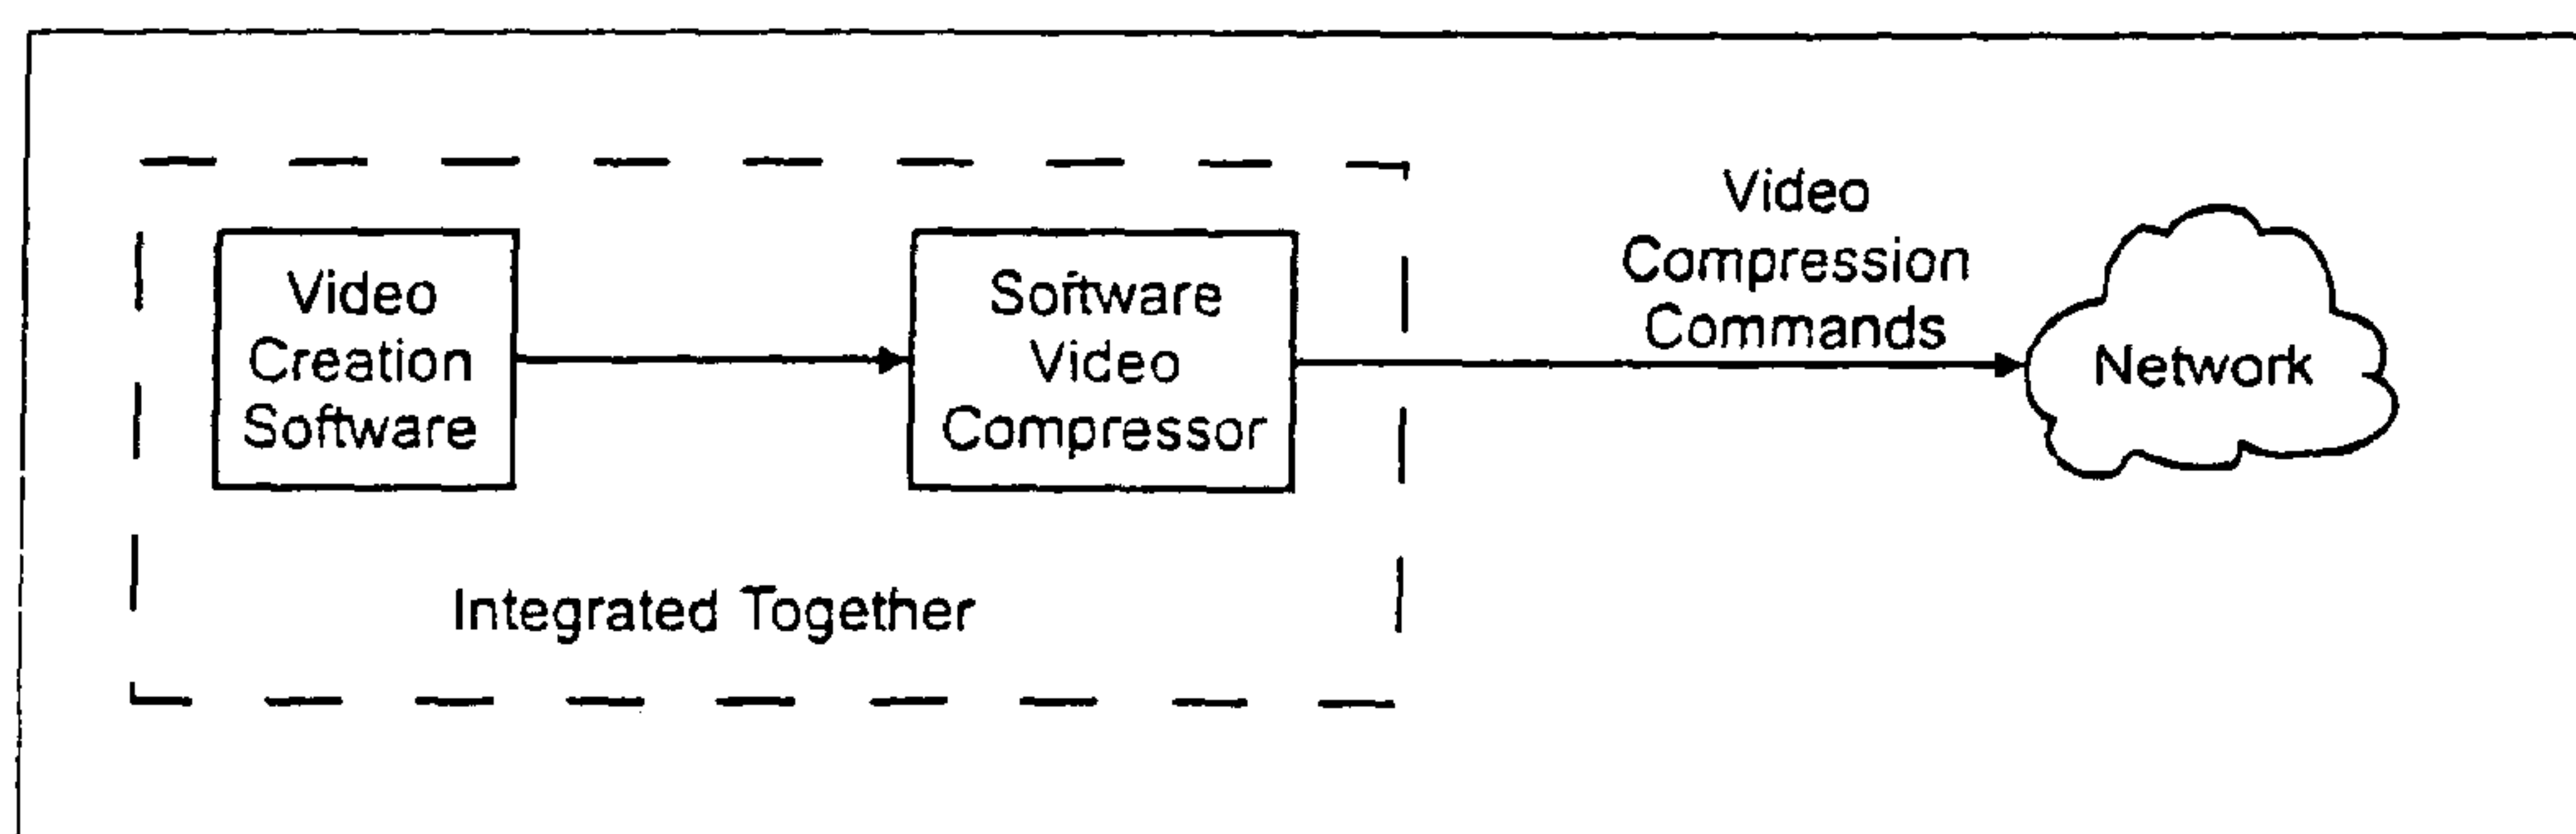 Video
Creation
Software
Software
Video
Compressor
Integrated Together
Video
Compression
Commands
Network